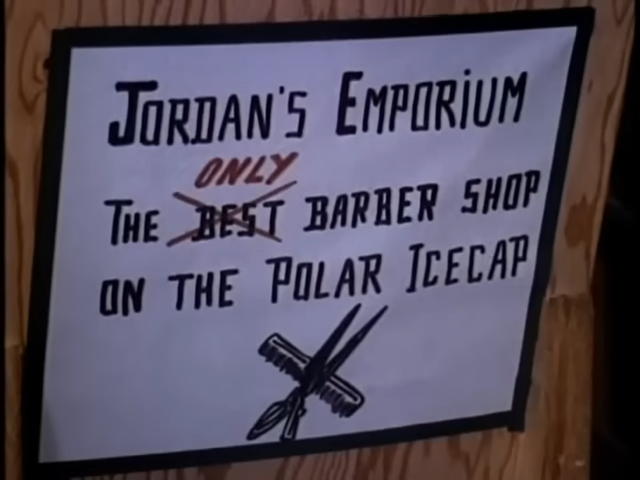 JORDAN'S EMPORIUM
ONLY
THE BEST BARBER SHOP
ON THE POLAR ICECAP